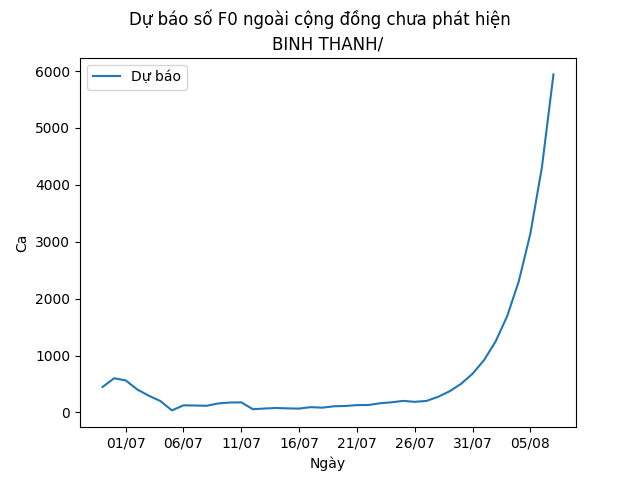 Dự báo số F0 ngoài cộng đồng chưa phát hiện
BINH THANH/
Dự báo
6000
5000
4000
3000
2000
1000
0
Ca
01/07 06/07 11/07 16/07 21/07 26/07 31/07 05/08
Ngày